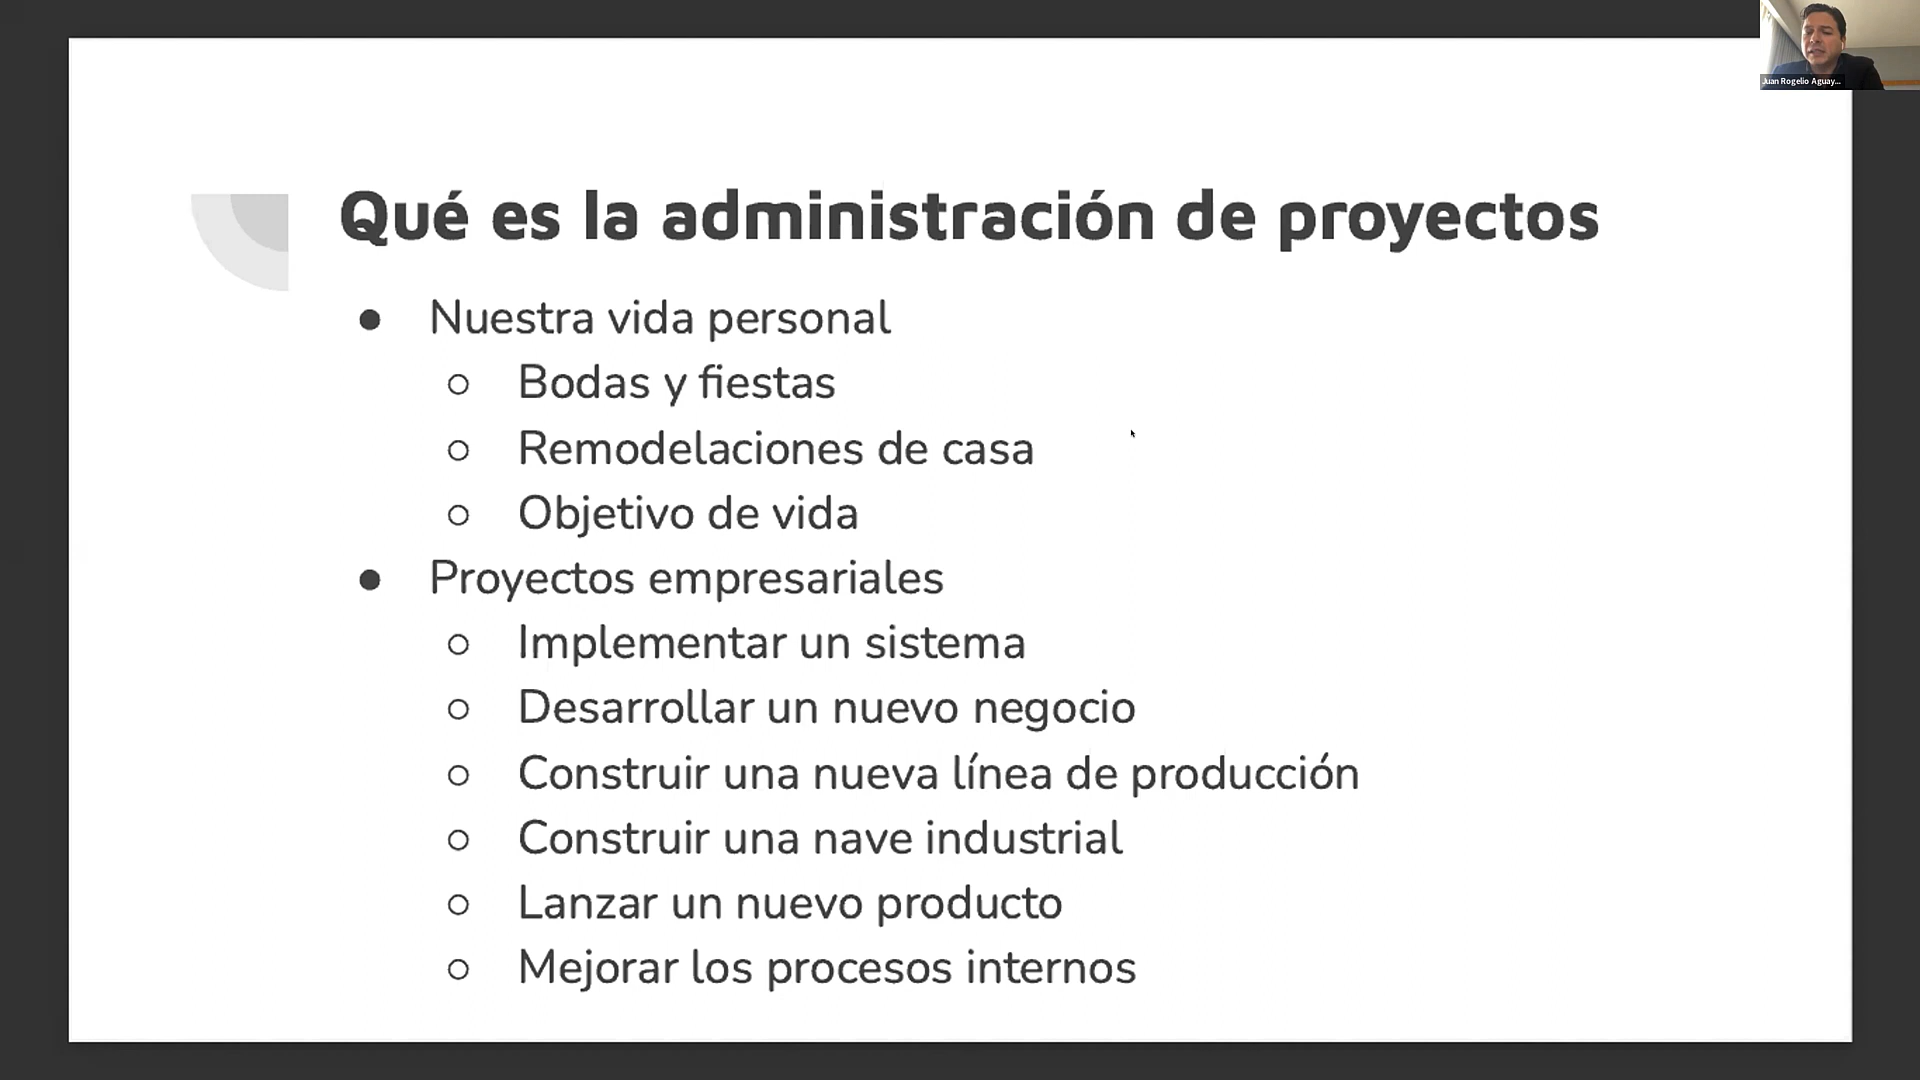 Juan Rogelio Aguay...
Qué es la administración de proyectos
● Nuestra vida personal
○ Bodas y fiestas
○ Remodelaciones de casa
○ Objetivo de vida
● Proyectos empresariales
○ Implementar un sistema
○ Desarrollar un nuevo negocio
○ Construir una nueva línea de producción
○ Construir una nave industrial
○ Lanzar un nuevo producto
○ Mejorar los procesos internos